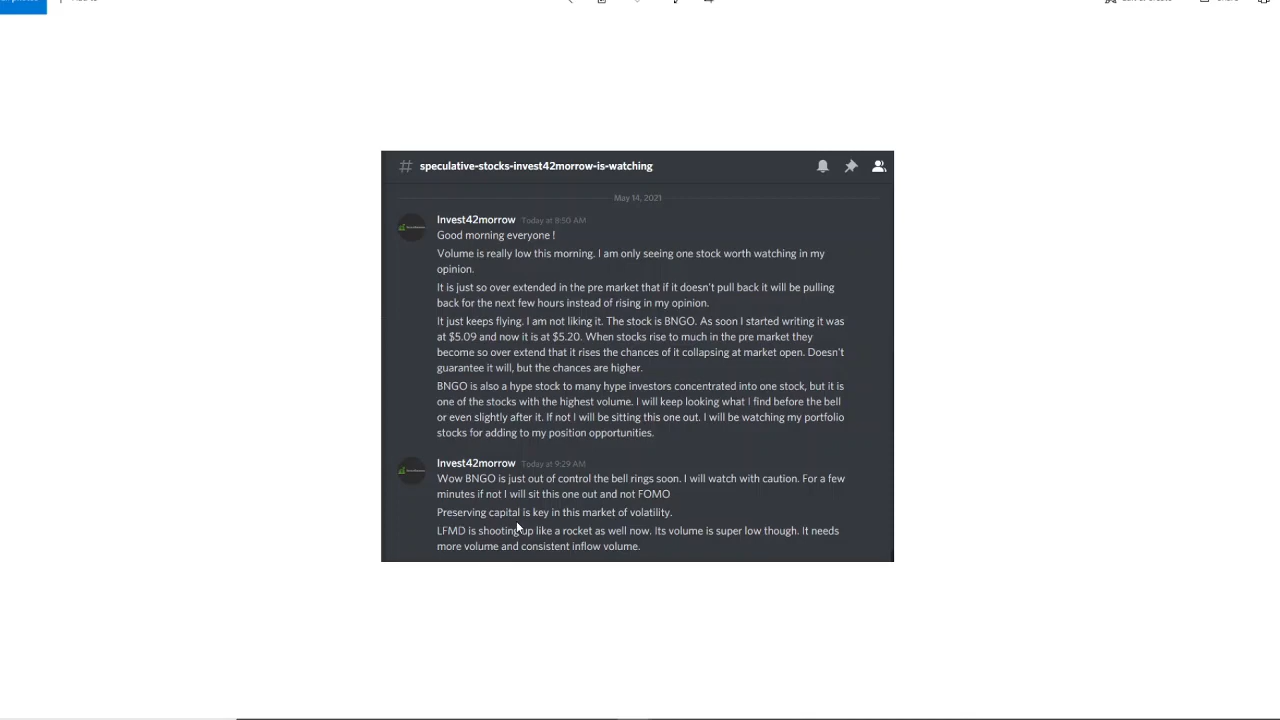 # speculative-stocks-invest42morrow-is-watching
May 14, 2021
Invest42morrow Today at 8:50 AM
Good morning everyone !
Volume is really low this morning. I am only seeing one stock worth watching in my
opinion.
It is just so over extended in the pre market that if it doesn't pull back it will be pulling
back for the next few hours instead of rising in my opinion.
It just keeps flying. I am not liking it. The stock is BNGO. As soon I started writing it was
at $5.09 and now it is at $5.20. When stocks rise to much in the pre market they
become so over extend that it rises the chances of it collapsing at market open. Doesn't
guarantee it will, but the chances are higher.
BNGO is also a hype stock to many hype investors concentrated into one stock, but it is
one of the stocks with the highest volume. I will keep looking what I find before the bell
or even slightly after it. If not I will be sitting this one out. I will be watching my portfolio
stocks for adding to my position opportunities.
Invest42morrow Today at 9:29 AM
Wow BNGO is just out of control the bell rings soon. I will watch with caution. For a few
minutes if not I will sit this one out and not FOMO
Preserving capital is key in this market of volatility.
LFMD is shooting up like a rocket as well now. Its volume is super low though. It needs
more volume and consistent inflow volume.